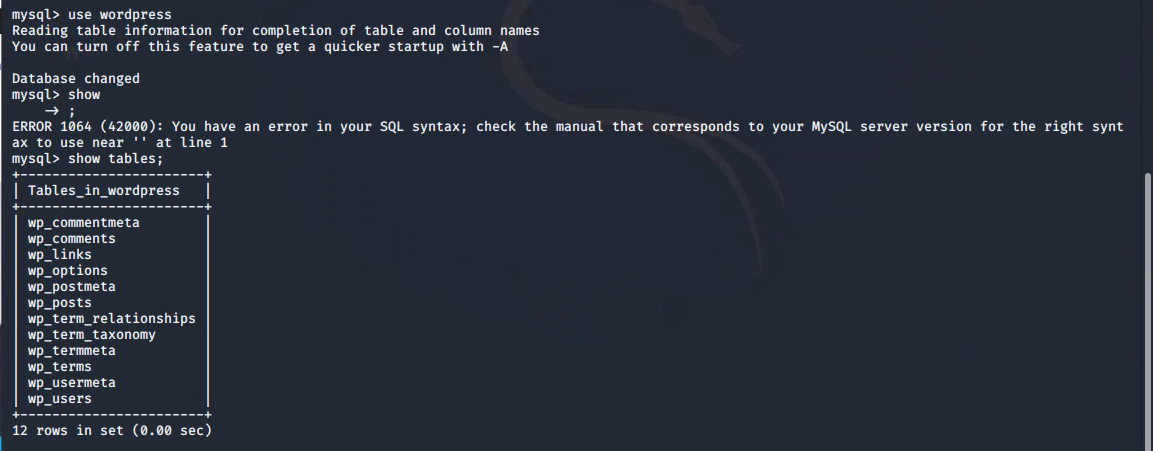 mysql> use wordpress
Reading table information for completion of table and column names
You can turn off this feature to get a quicker startup with -A
Database changed
mysql> show
    → ;
ERROR 1064 (42000): You have an error in your SQL syntax; check the manual that corresponds to your MySQL server version for the right synt
ax to use near '' at line 1
mysql> show tables;
+-----------------------+
| Tables_in_wordpress   |
+-----------------------+
| wp_commentmeta        |
| wp_comments           |
| wp_links              |
| wp_options            |
| wp_postmeta           |
| wp_posts              |
| wp_term_relationships |
| wp_term_taxonomy      |
| wp_termmeta           |
| wp_terms              |
| wp_usermeta           |
| wp_users              |
+-----------------------+
12 rows in set (0.00 sec)